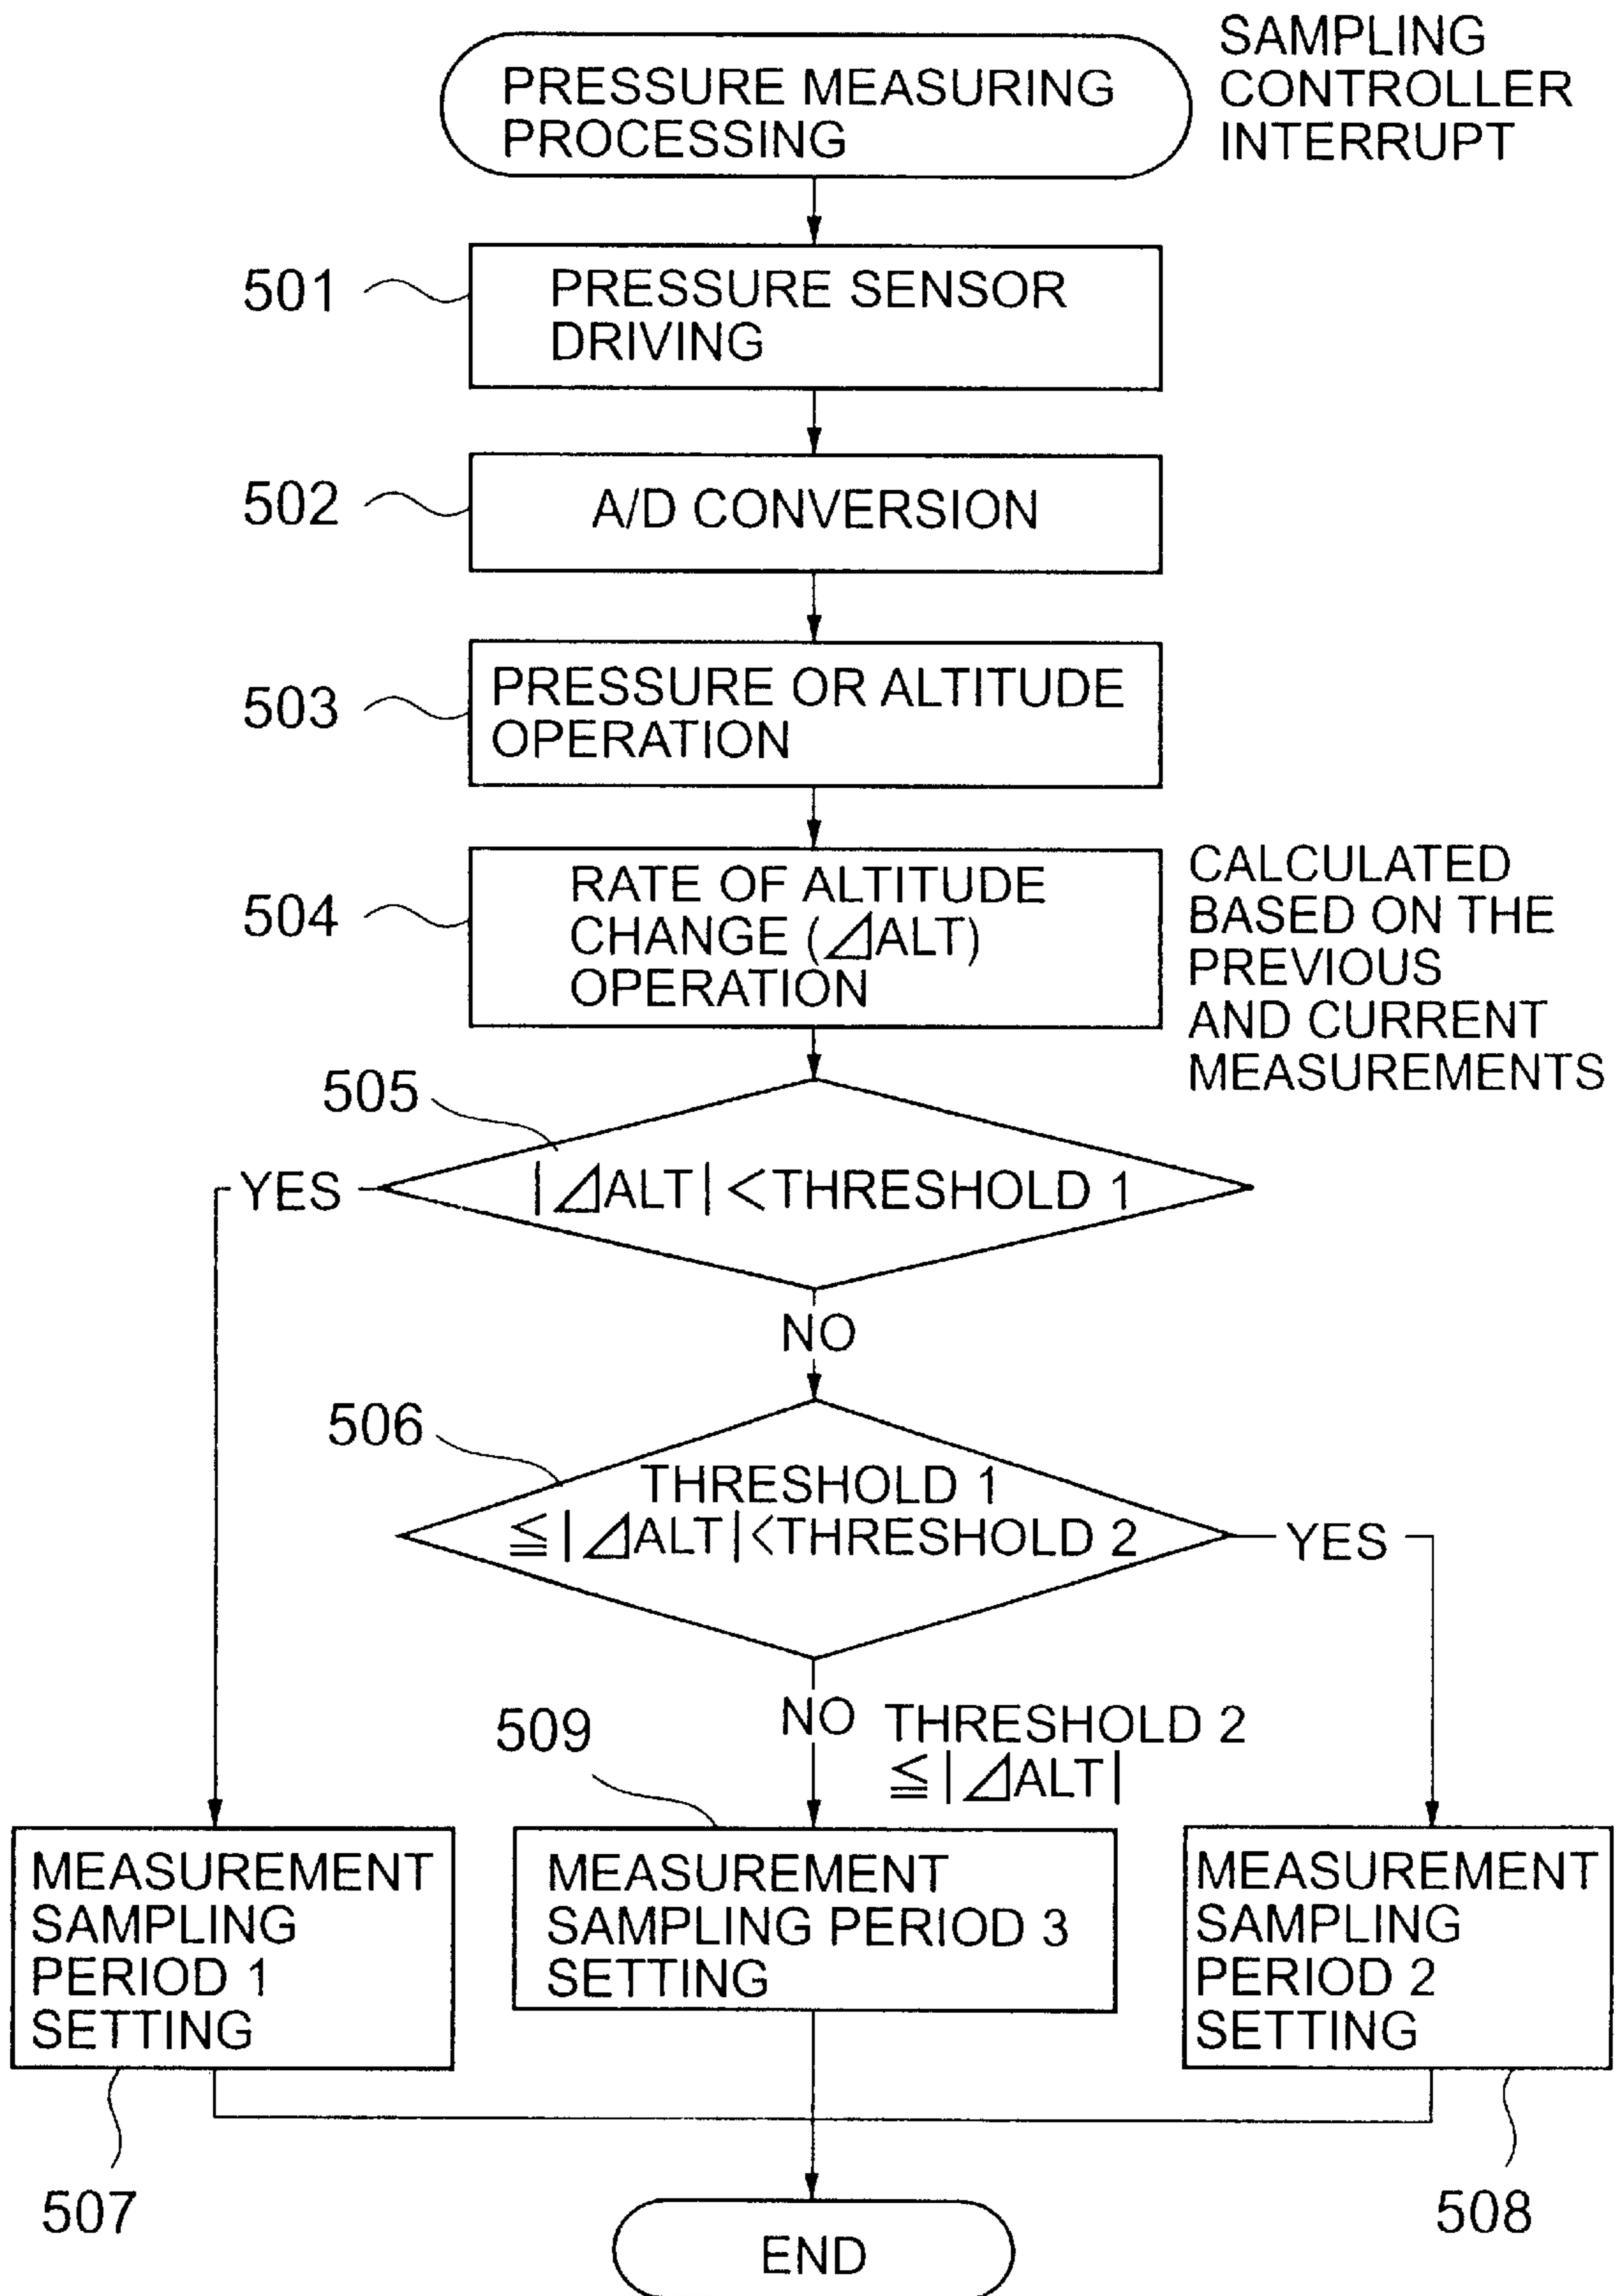 PRESSURE MEASURING
PROCESSING
SAMPLING
CONTROLLER
INTERRUPT
501
PRESSURE SENSOR
DRIVING
502
A/D CONVERSION
503
PRESSURE OR ALTITUDE
OPERATION
504
RATE OF ALTITUDE
CHANGE (⊿ALT)
OPERATION
CALCULATED
BASED ON THE
PREVIOUS
AND CURRENT
MEASUREMENTS
505
YES
|⊿ALT|<THRESHOLD 1
NO
506
THRESHOLD 1
≦|⊿ALT|<THRESHOLD 2
YES
NO
THRESHOLD 2
≦|⊿ALT|
509
MEASUREMENT
SAMPLING
PERIOD 1
SETTING
MEASUREMENT
SAMPLING PERIOD 3
SETTING
MEASUREMENT
SAMPLING
PERIOD 2
SETTING
507
508
END